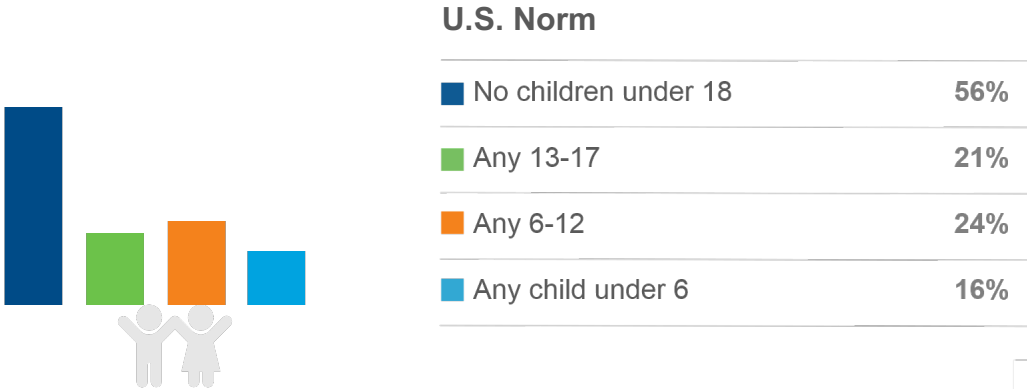 U.S. Norm
No children under 18 56%
Any 13-17 21%
Any 6-12 24%
Any child under 6 16%